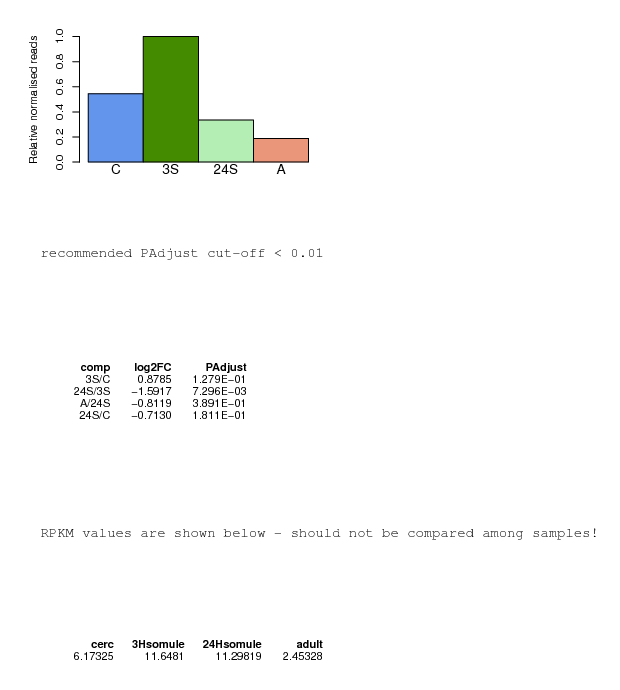 Relative normalised reads
1.0
0.8
0.6
0.4
0.2
0.0
C 3S 24S A
recommended PAdjust cut-off < 0.01
comp log2FC PAdjust
3S/C 0.8785 1.279E−01
24S/3S −1.5917 7.296E−03
A/24S −0.8119 3.891E−01
24S/C −0.7130 1.811E−01
RPKM values are shown below - should not be compared among samples!
cerc 3Hsomule 24Hsomule adult
6.17325 11.6481 11.29819 2.45328